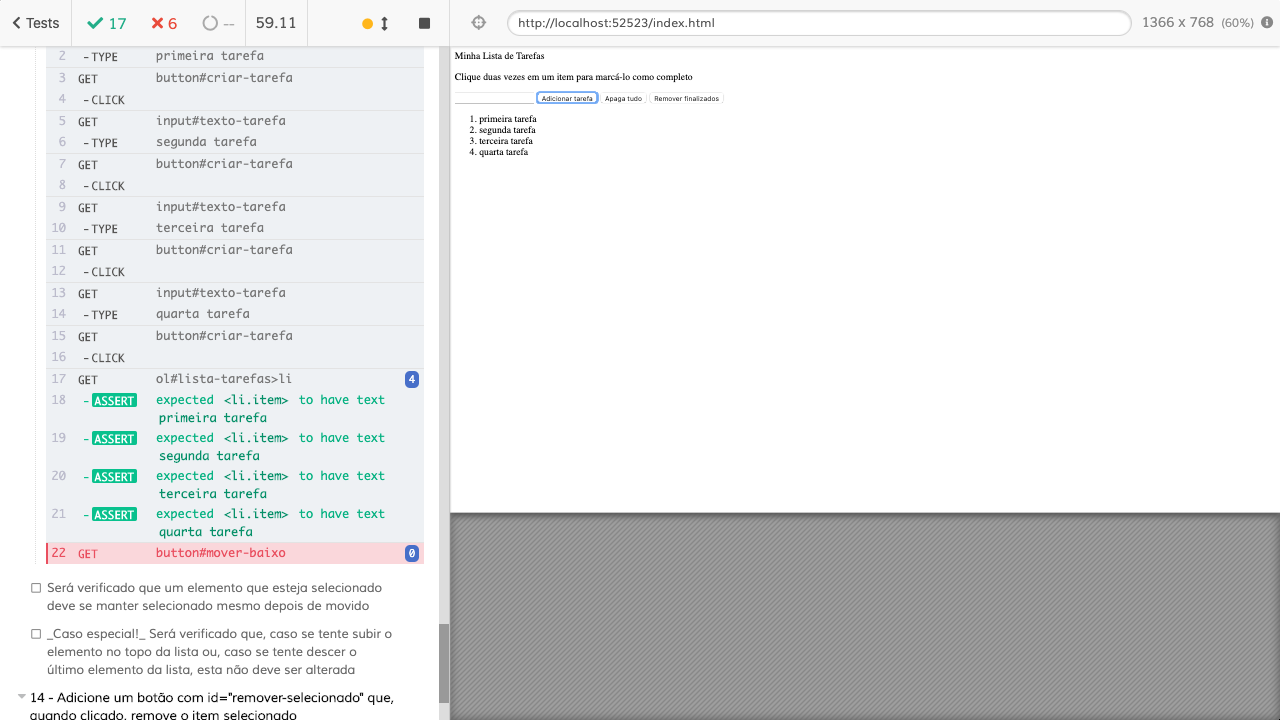 Tests 17 6 -- 59.11 http://localhost:52523/index.html 1366 x 768 (60%)
2 -TYPE primeira tarefa
3 GET button#criar-tarefa
4 -CLICK
5 GET input#texto-tarefa
6 -TYPE segunda tarefa
7 GET button#criar-tarefa
8 -CLICK
9 GET input#texto-tarefa
10 -TYPE terceira tarefa
11 GET button#criar-tarefa
12 -CLICK
13 GET input#texto-tarefa
14 -TYPE quarta tarefa
15 GET button#criar-tarefa
16 -CLICK
17 GET ol#lista-tarefas>li 4
18 -ASSERT expected <li.item> to have text
primeira tarefa
19 -ASSERT expected <li.item> to have text
segunda tarefa
20 -ASSERT expected <li.item> to have text
terceira tarefa
21 -ASSERT expected <li.item> to have text
quarta tarefa
22 GET button#mover-baixo 0
Será verificado que um elemento que esteja selecionado
deve se manter selecionado mesmo depois de movido
_Caso especial!_ Será verificado que, caso se tente subir o
elemento no topo da lista ou, caso se tente descer o
último elemento da lista, esta não deve ser alterada
14 - Adicione um botão com id="remover-selecionado" que,
quando clicado, remove o item selecionado
Minha Lista de Tarefas
Clique duas vezes em um item para marcá-lo como completo
Adicionar tarefa Apaga tudo Remover finalizados
1. primeira tarefa
2. segunda tarefa
3. terceira tarefa
4. quarta tarefa